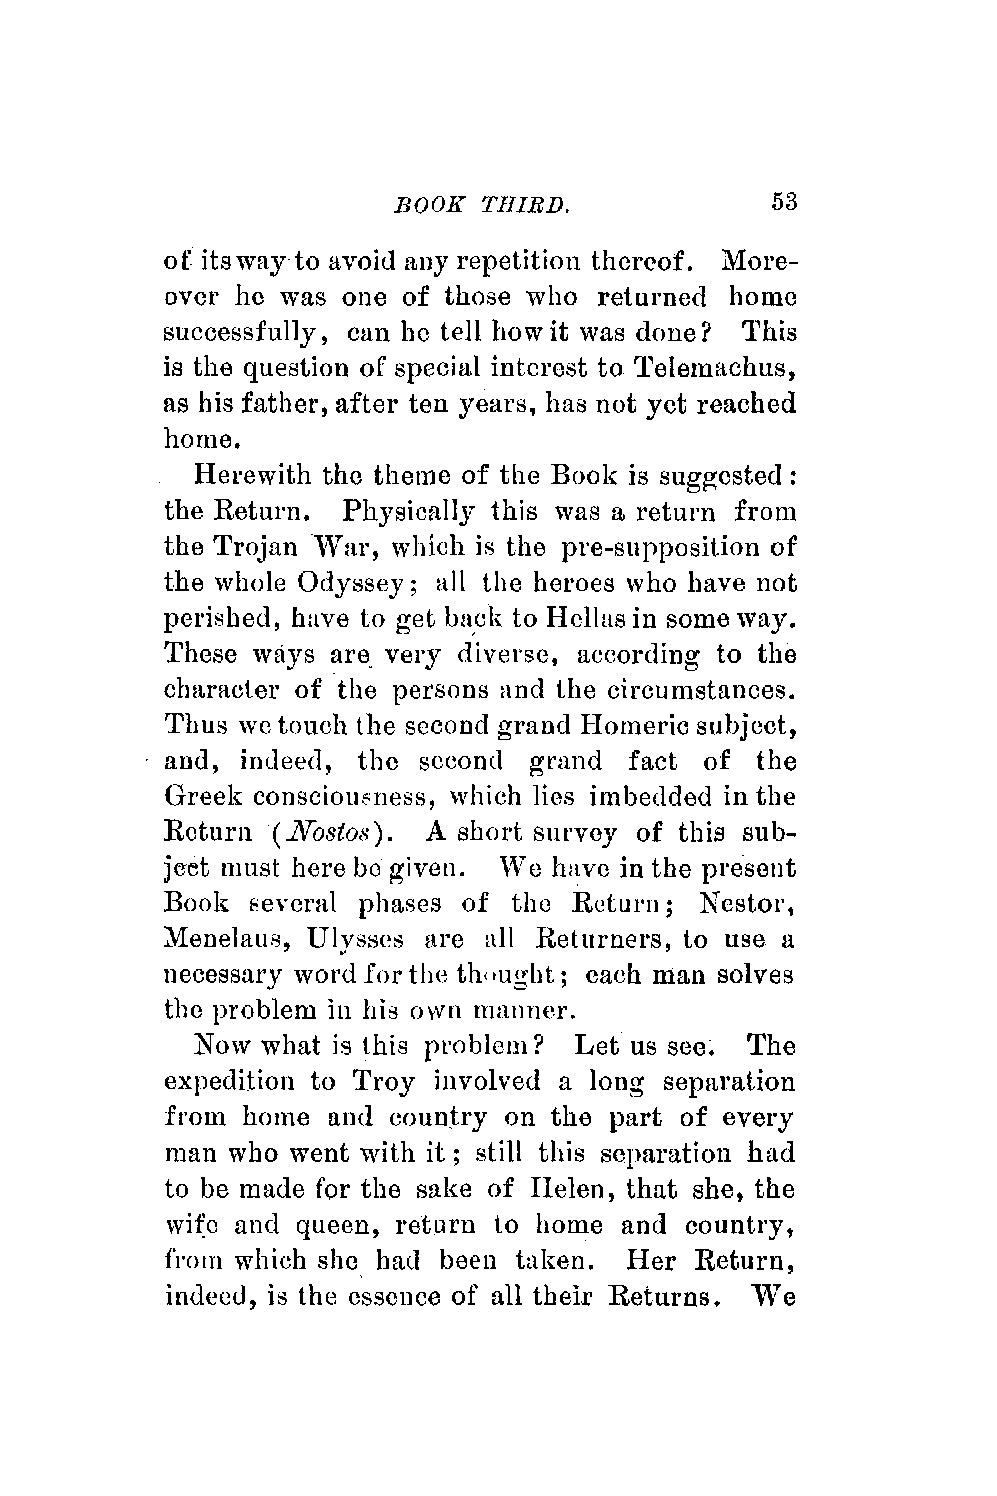 BOOK THIRD. 53
of its way to avoid any repetition thereof. More-
over he was one of those who returned home
successfully, can he tell how it was done? This
is the question of special interest to Telemachus,
as his father, after ten years, has not yet reached
home.
Herewith the theme of the Book is suggested:
the Return. Physically this was a return from
the Trojan War, which is the pre-supposition of
the whole Odyssey; all the heroes who have not
perished, have to get back to Hellas in some way.
These ways are very diverse, according to the
character of the persons and the circumstances.
Thus we touch the second grand Homeric subject,
and, indeed, the second grand fact of the
Greek consciousness, which lies imbedded in the
Return (Nostos). A short survey of this sub-
ject must here be given. We have in the present
Book several phases of the Return; Nestor,
Menelaus, Ulysses are all Returners, to use a
necessary word for the thought; each man solves
the problem in his own manner.
Now what is this problem? Let us see. The
expedition to Troy involved a long separation
from home and country on the part of every
man who went with it; still this separation had
to be made for the sake of Helen, that she, the
wife and queen, return to home and country,
from which she had been taken. Her Return,
indeed, is the essence of all their Returns. We